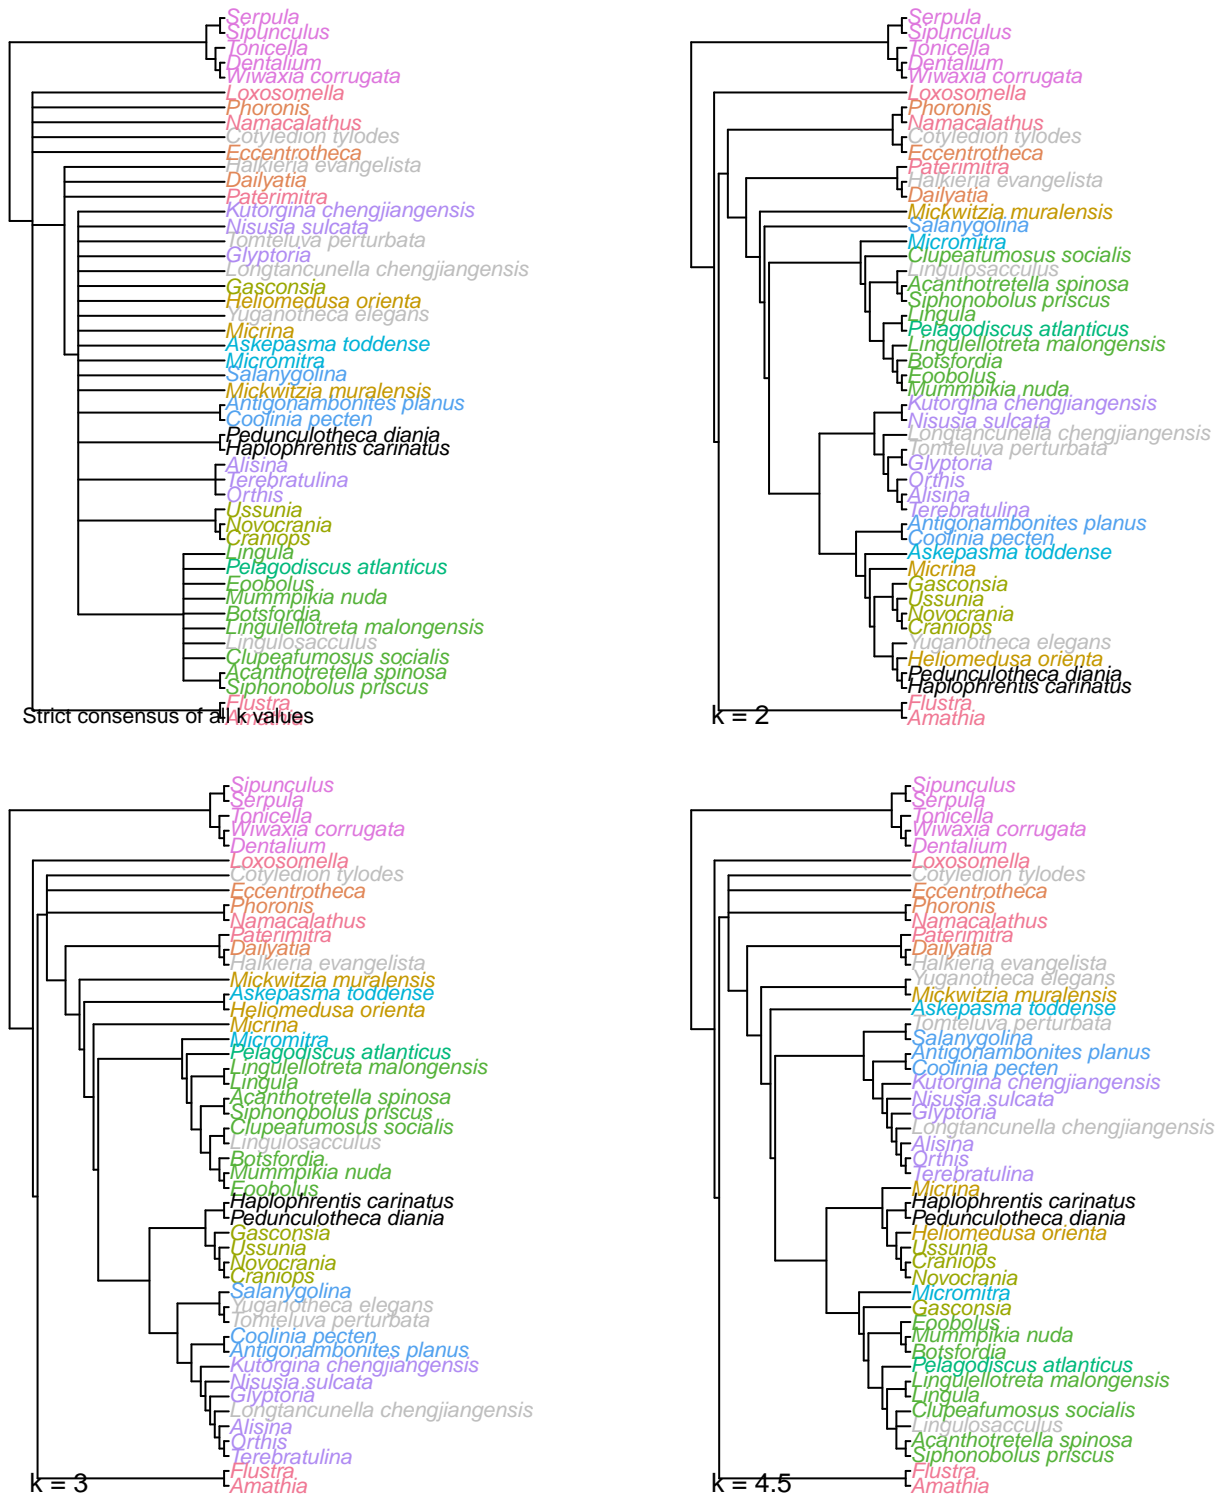 Serpula
Sipunculus
Tonicella
Dentalium
Wiwaxia corrugata
Loxosomella
Phoronis
Namacalathus
Cotyledion tylodes
Eccentrotheca
Halkieria evangelista
Dailyatia
Paterimitra
Kutorgina chengjiangensis
Nisusia sulcata
Tomteluva perturbata
Glyptoria
Longtancunella chengjiangensis
Gasconsia
Heliomedusa orienta
Yuganotheca elegans
Micrina
Askepasma toddense
Micromitra
Salanygolina
Mickwitzia muralensis
Antigonambonites planus
Coolinia pecten
Pedunculotheca diania
Haplophrentis carinatus
Alisina
Terebratulina
Orthis
Ussunia
Novocrania
Craniops
Lingula
Pelagodiscus atlanticus
Eoobolus
Mummpikia nuda
Botsfordia
Lingulellotreta malongensis
Lingulosacculus
Clupeafumosus socialis
Acanthotretella spinosa
Siphonobolus priscus
Flustra
Amathia
Strict consensus of all k values
Serpula
Sipunculus
Tonicella
Dentalium
Wiwaxia corrugata
Loxosomella
Phoronis
Namacalathus
Cotyledion tylodes
Eccentrotheca
Paterimitra
Halkieria evangelista
Dailyatia
Mickwitzia muralensis
Salanygolina
Micromitra
Clupeafumosus socialis
Lingulosacculus
Acanthotretella spinosa
Siphonobolus priscus
Lingula
Pelagodiscus atlanticus
Lingulellotreta malongensis
Botsfordia
Eoobolus
Mummpikia nuda
Kutorgina chengjiangensis
Nisusia sulcata
Longtancunella chengjiangensis
Tomteluva perturbata
Glyptoria
Orthis
Alisina
Terebratulina
Antigonambonites planus
Coolinia pecten
Askepasma toddense
Micrina
Gasconsia
Ussunia
Novocrania
Craniops
Yuganotheca elegans
Heliomedusa orienta
Pedunculotheca diania
Haplophrentis carinatus
Flustra
Amathia
k = 2
Sipunculus
Serpula
Tonicella
Wiwaxia corrugata
Dentalium
Loxosomella
Cotyledion tylodes
Eccentrotheca
Phoronis
Namacalathus
Paterimitra
Dailyatia
Halkieria evangelista
Mickwitzia muralensis
Askepasma toddense
Heliomedusa orienta
Micrina
Micromitra
Pelagodiscus atlanticus
Lingulellotreta malongensis
Lingula
Acanthotretella spinosa
Siphonobolus priscus
Clupeafumosus socialis
Lingulosacculus
Botsfordia
Mummpikia nuda
Eoobolus
Haplophrentis carinatus
Pedunculotheca diania
Gasconsia
Ussunia
Novocrania
Craniops
Salanygolina
Yuganotheca elegans
Tomteluva perturbata
Coolinia pecten
Antigonambonites planus
Kutorgina chengjiangensis
Nisusia sulcata
Glyptoria
Longtancunella chengjiangensis
Alisina
Orthis
Terebratulina
Flustra
Amathia
k = 3
Sipunculus
Serpula
Tonicella
Wiwaxia corrugata
Dentalium
Loxosomella
Cotyledion tylodes
Eccentrotheca
Phoronis
Namacalathus
Paterimitra
Dailyatia
Halkieria evangelista
Yuganotheca elegans
Mickwitzia muralensis
Askepasma toddense
Tomteluva perturbata
Salanygolina
Antigonambonites planus
Coolinia pecten
Kutorgina chengjiangensis
Nisusia sulcata
Glyptoria
Longtancunella chengjiangensis
Alisina
Orthis
Terebratulina
Micrina
Haplophrentis carinatus
Pedunculotheca diania
Heliomedusa orienta
Ussunia
Craniops
Novocrania
Micromitra
Gasconsia
Eoobolus
Mummpikia nuda
Botsfordia
Pelagodiscus atlanticus
Lingulellotreta malongensis
Lingula
Clupeafumosus socialis
Lingulosacculus
Acanthotretella spinosa
Siphonobolus priscus
Flustra
Amathia
k = 4.5